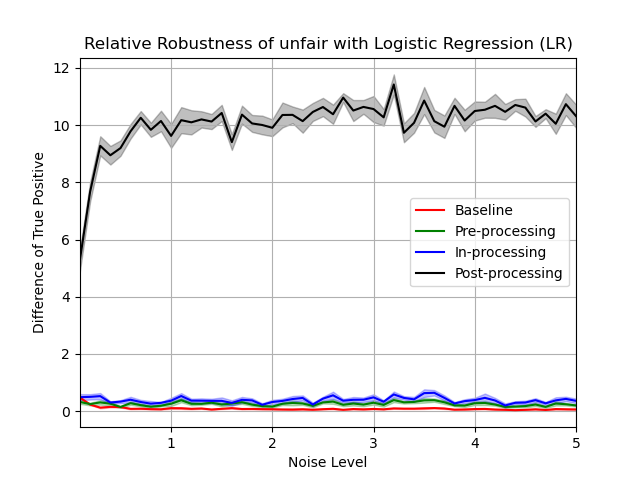 Relative Robustness of unfair with Logistic Regression (LR)
12
10
8
6
4
2
0
Difference of True Positive
Baseline
Pre-processing
In-processing
Post-processing
1
2
3
4
5
Noise Level